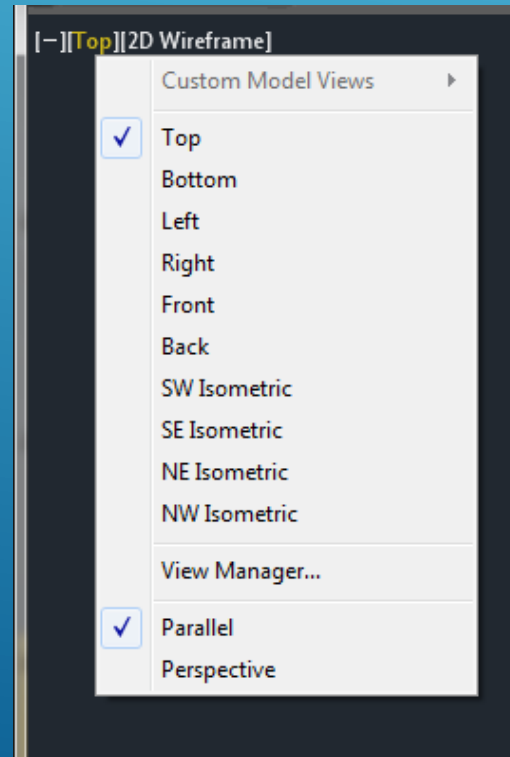 [−][Top][2D Wireframe]
Custom Model Views
Top
Bottom
Left
Right
Front
Back
SW Isometric
SE Isometric
NE Isometric
NW Isometric
View Manager...
Parallel
Perspective